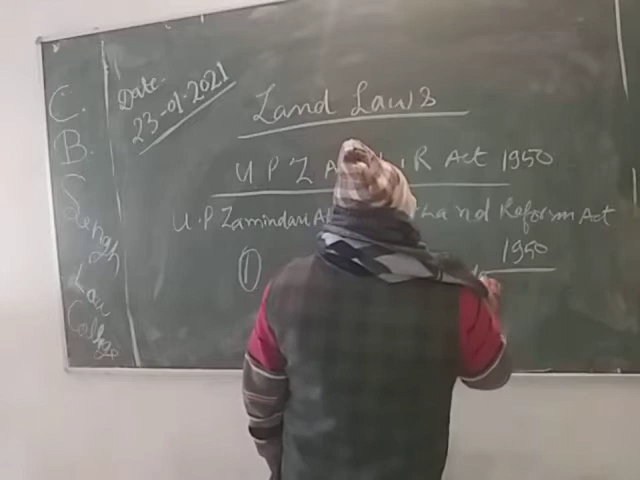 C.
B.
Singh
Law
College
Date.
23-01-2021
Land Laws
U.P Z A R Act 1950
U.P Zamindari A Land Reform Act
1950
①